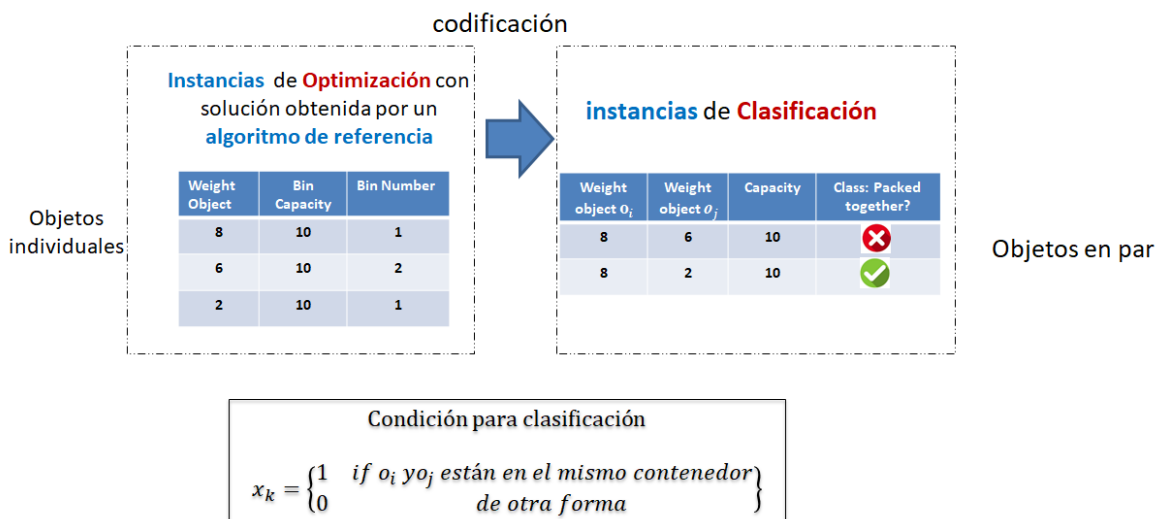 codificación
Instancias de Optimización con
solución obtenida por un
algoritmo de referencia
instancias de Clasificación
Objetos
individuales
Weight Object Bin Capacity Bin Number
8 10 1
6 10 2
2 10 1
Weight object o_i Weight object o_j Capacity Class: Packed together?
8 6 10
8 2 10
Objetos en par
Condición para clasificación
x_k = {1 if o_i yo_j están en el mismo contenedor
0 de otra forma}